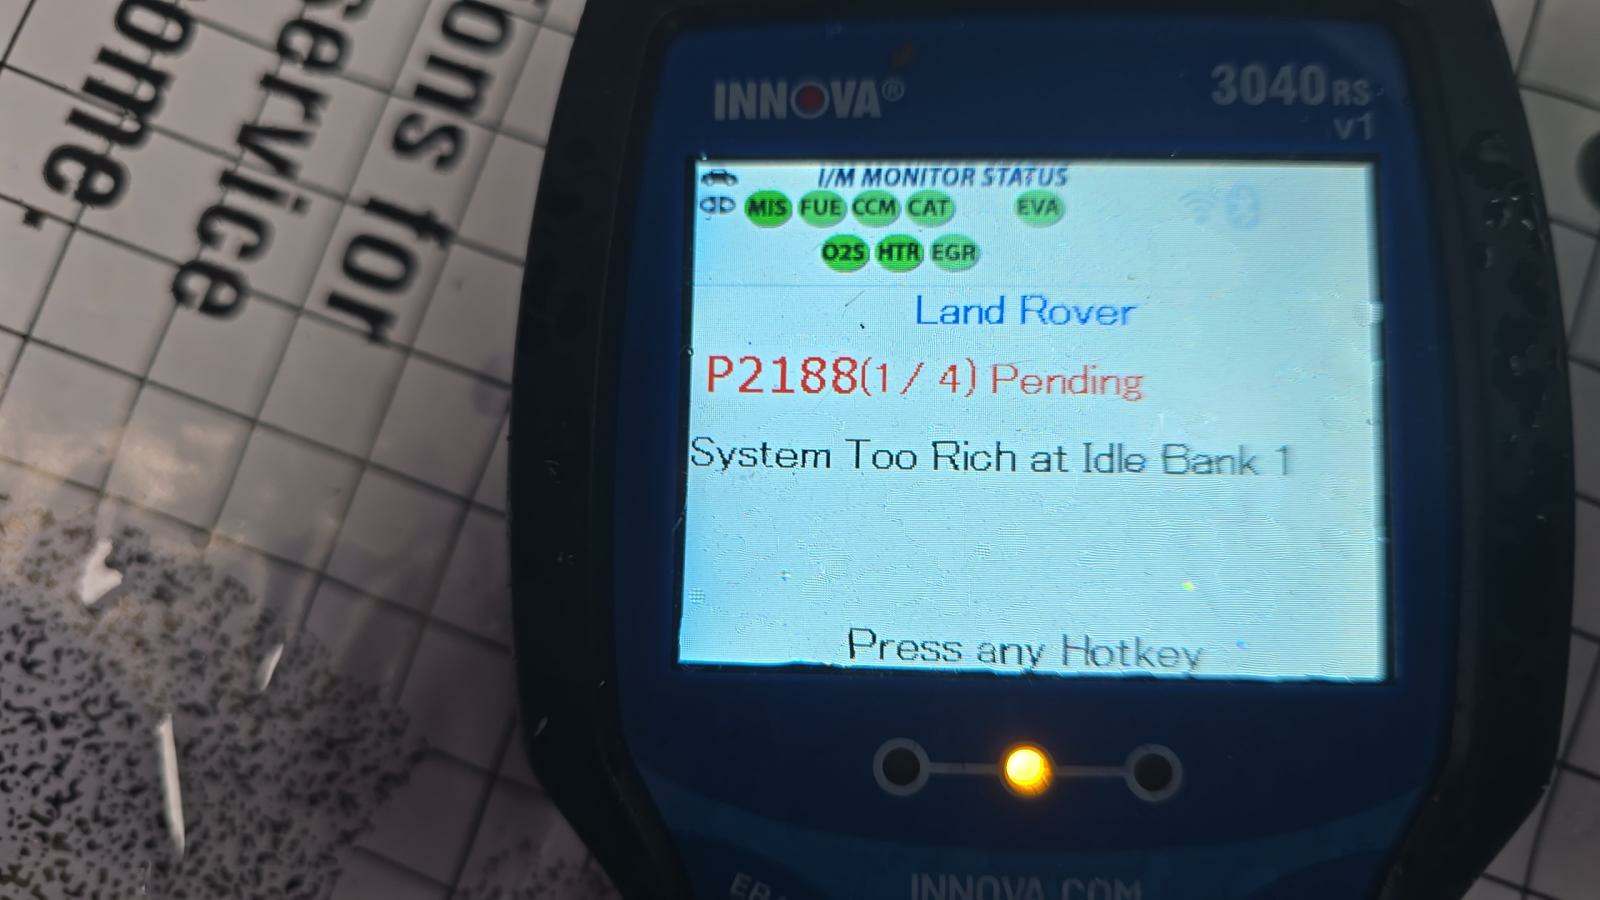 ons for
service
ome.
INNOVA®
3040RS
v1
I/M MONITOR STATUS
MIS FUE CCM CAT EVA
O2S HTR EGR
Land Rover
P2188(1/ 4) Pending
System Too Rich at Idle Bank 1
Press any Hotkey
INNOVA.COM